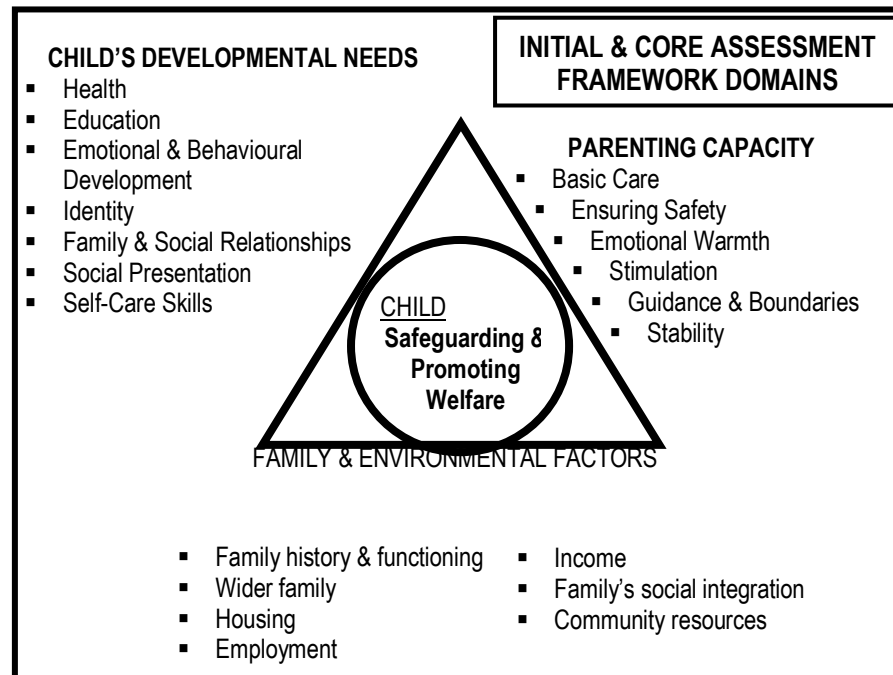 CHILD'S DEVELOPMENTAL NEEDS
▪ Health
▪ Education
▪ Emotional & Behavioural
Development
▪ Identity
▪ Family & Social Relationships
▪ Social Presentation
▪ Self-Care Skills
INITIAL & CORE ASSESSMENT
FRAMEWORK DOMAINS
PARENTING CAPACITY
▪ Basic Care
▪ Ensuring Safety
▪ Emotional Warmth
▪ Stimulation
▪ Guidance & Boundaries
▪ Stability
CHILD
Safeguarding &
Promoting
Welfare
FAMILY & ENVIRONMENTAL FACTORS
▪ Family history & functioning
▪ Wider family
▪ Housing
▪ Employment
▪ Income
▪ Family's social integration
▪ Community resources